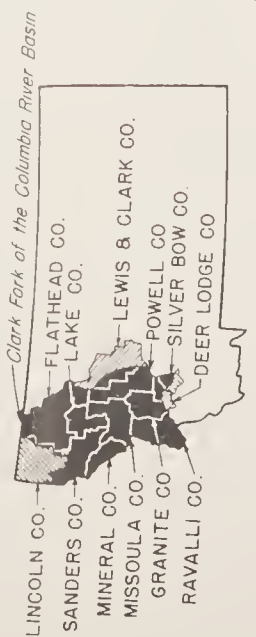 Clark Fork of the Columbia River Basin
LINCOLN CO.
FLATHEAD CO.
LAKE CO.
SANDERS CO.
LEWIS & CLARK CO.
MINERAL CO.
MISSOULA CO.
POWELL CO
GRANITE CO
SILVER BOW CO.
DEER LODGE CO
RAVALLI CO.